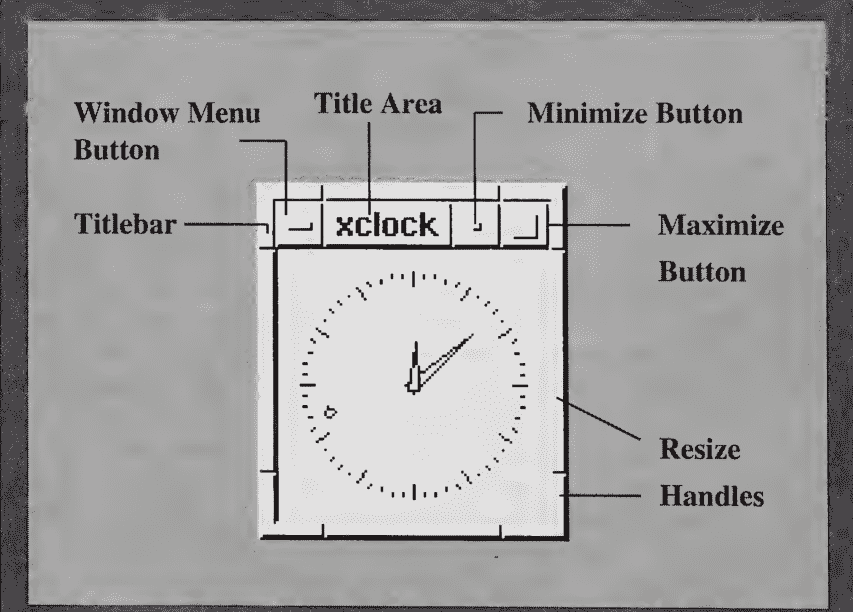 Window Menu
Button
Title Area
Minimize Button
Titlebar
xclock
Maximize
Button
Resize
Handles